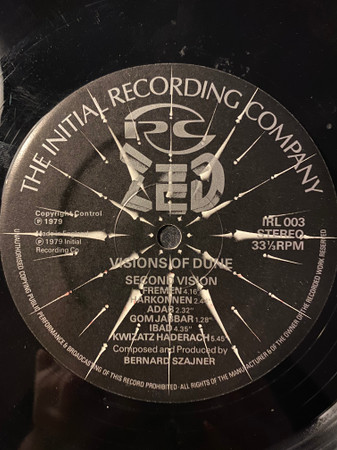 THE INITIAL RECORDING COMPANY
ZED
Copyright Control
℗ 1979
Made in England
℗ 1979 Initial
Recording Co.
IRL 003
STEREO
33⅓RPM
VISIONS OF DUNE
SECOND VISION
FREMEN 4.16"
HARKONNEN 2.4
ADAB 2.32"
GOM JABBAR 1.28"
IBAD 4.35"
KWIZATZ HADERACH 5.45
Composed and Produced by
BERNARD SZAJNER
UNAUTHORISED COPYING PUBLIC PERFORMANCE & BROADCASTING OF THIS RECORD PROHIBITED · ALL RIGHTS OF THE MANUFACTURER & OF THE OWNER OF THE RECORDED WORK RESERVED